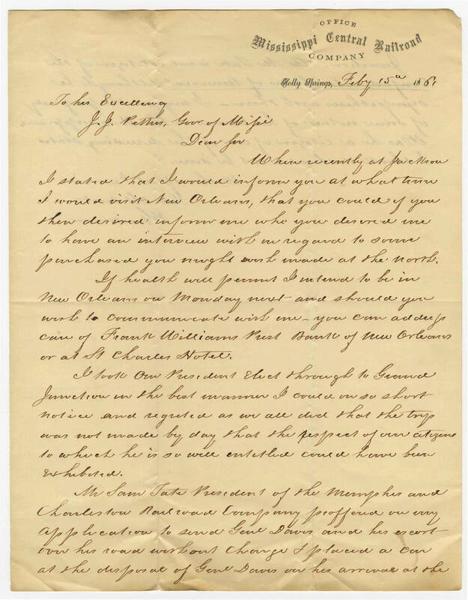 OFFICE
Mississippi Central Railroad
COMPANY
Holly Springs, Feby 15th 1861
To his Excellency
J. J. Pettus, Govr of Missi
Dear Sir
When recently at Jackson
I stated that I would inform you at what time
I would visit New Orleans, that you could if you
then desired inform me who you desired me
to have an interview with in regard to some
purchased you might wish made at the north.
If health will permit I intend to be in
New Orleans on Monday next and should you
wish to communicate with me - you can address
care of Frank Williams Prest Bank of New Orleans
or at St Charles Hotel.
I took our President Elect through to Grand
Junction in the best manner I could on so short
notice and regreted as we all did that the trip
was not made by day that the respect of our citizens
to which he is so well entitled could have been
Exhibited.
Mr Sam Tate President of the Memphis and
Charleston Railroad Company proffered on my
application to send Genl Davis and his escort
over his road without charge I placed a car
at the disposal of Genl Davis on his arrival at the